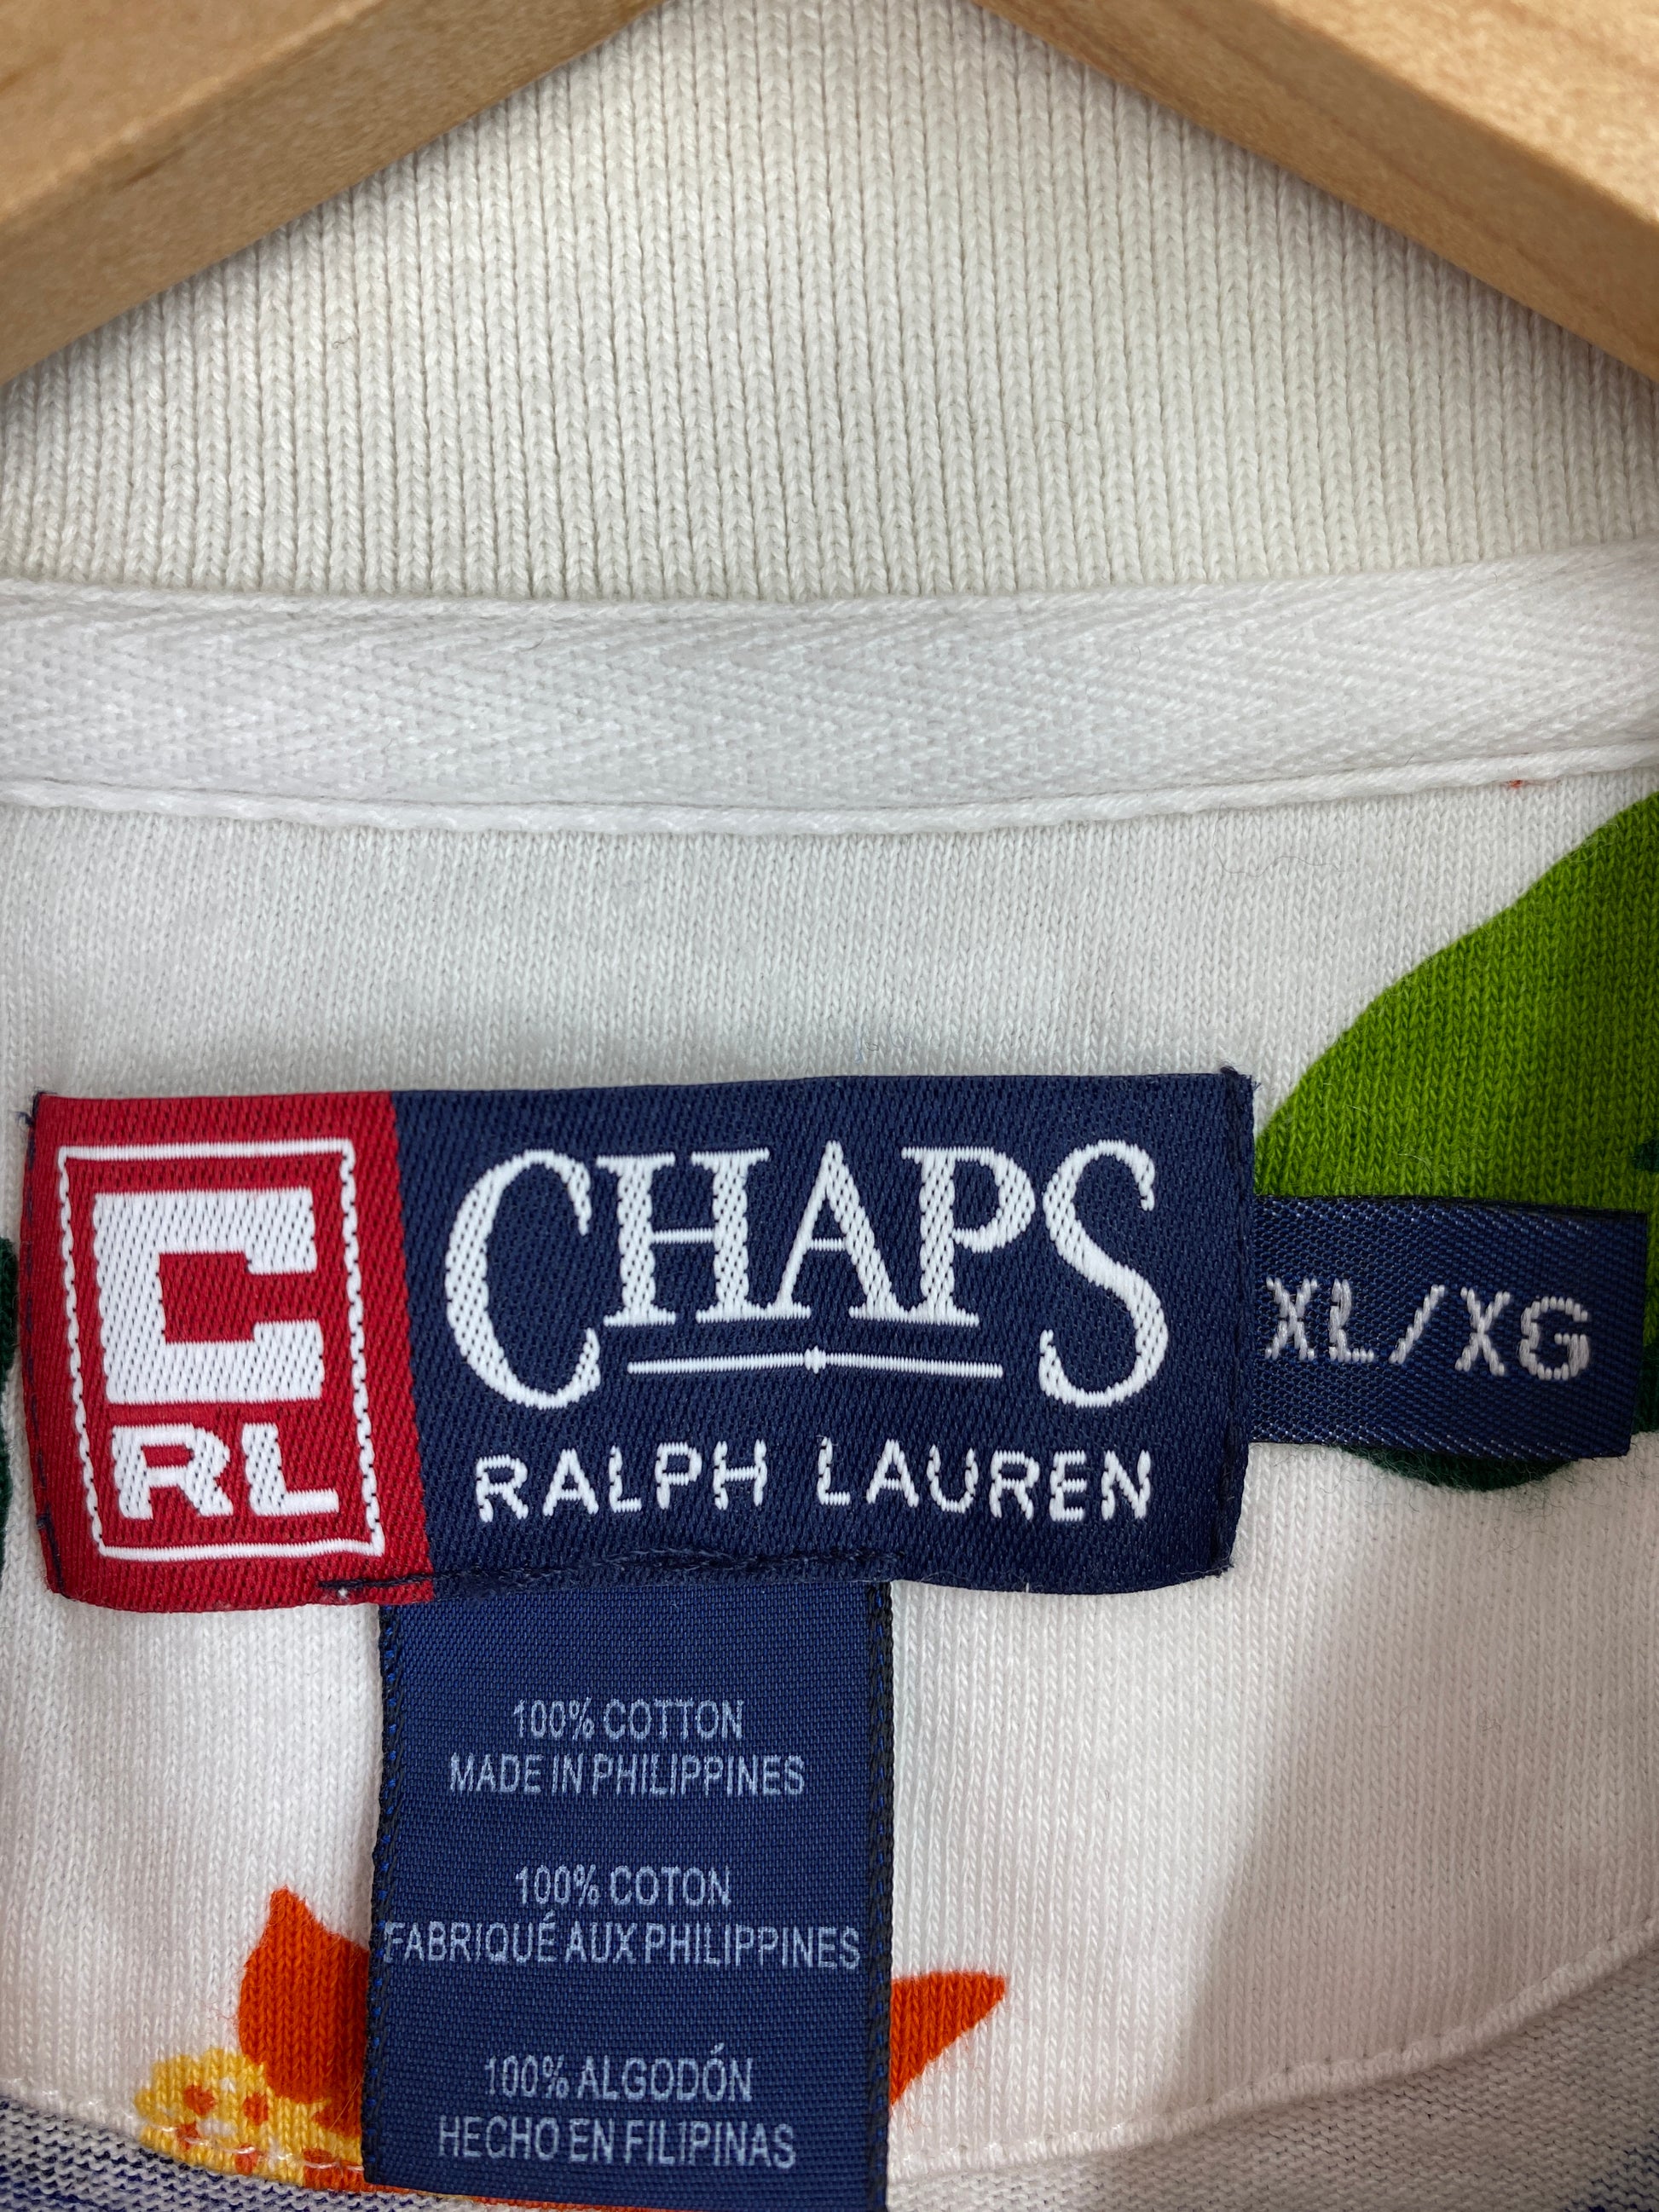 C
RL
CHAPS
RALPH LAUREN
XL/XG
100% COTTON
MADE IN PHILIPPINES
100% COTON
FABRIQUÉ AUX PHILIPPINES
100% ALGODÓN
HECHO EN FILIPINAS